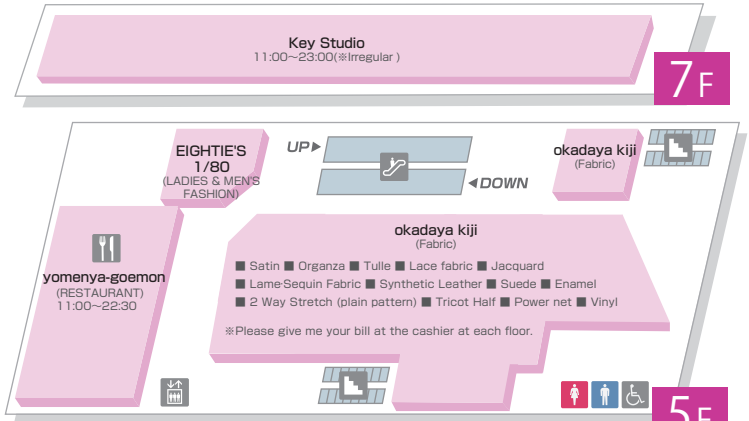 Key Studio
11:00～23:00(※Irregular )
7F
EIGHTIE'S
1/80
(LADIES & MEN'S
FASHION)
UP▶
◀DOWN
okadaya kiji
(Fabric)
yomenya-goemon
(RESTAURANT)
11:00～22:30
okadaya kiji
(Fabric)
■ Satin ■ Organza ■ Tulle ■ Lace fabric ■ Jacquard
■ Lame·Sequin Fabric ■ Synthetic Leather ■ Suede ■ Enamel
■ 2 Way Stretch (plain pattern) ■ Tricot Half ■ Power net ■ Vinyl
※Please give me your bill at the cashier at each floor.
5F